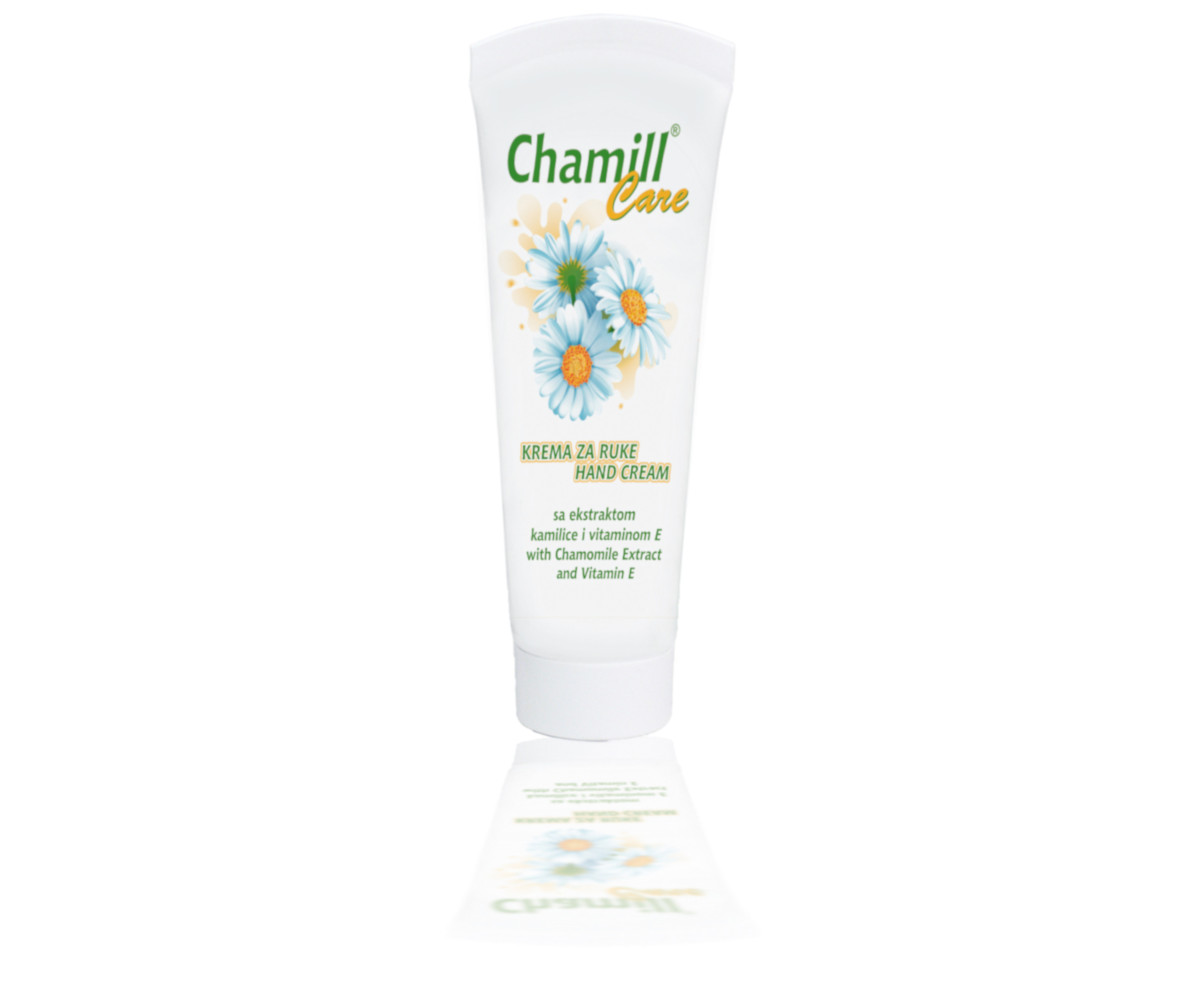 Chamill®
Care
KREMA ZA RUKE
HAND CREAM
sa ekstraktom
kamilice i vitaminom E
with Chamomile Extract
and Vitamin E